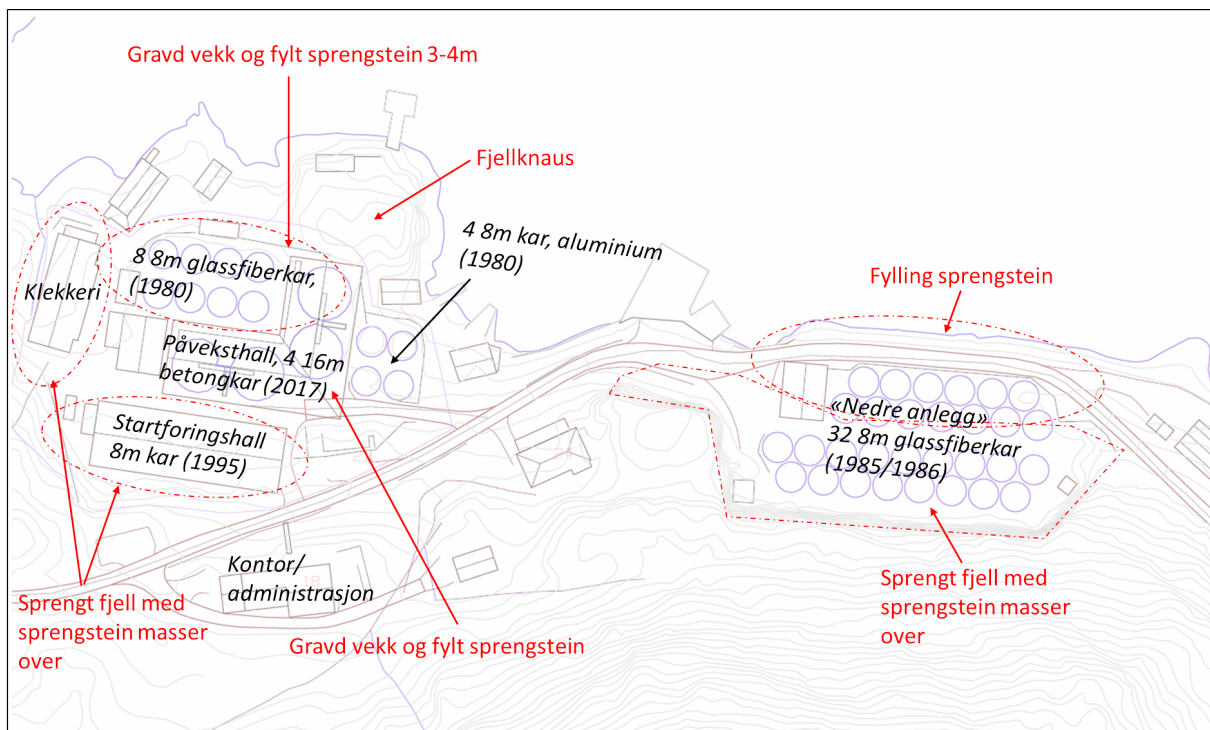 Gravd vekk og fylt sprengstein 3-4m
Fjellknaus
4 8m kar, aluminium
(1980)
8 8m glassfiberkar,
(1980)
Klekkeri
Fylling sprengstein
Påveksthall, 4 16m
betongkar (2017)
«Nedre anlegg»
32 8m glassfiberkar
(1985/1986)
Startforingshall
8m kar (1995)
Kontor/
administrasjon
18
Sprengt fjell med
sprengstein masser
over
Gravd vekk og fylt sprengstein
Sprengt fjell med
sprengstein masser
over